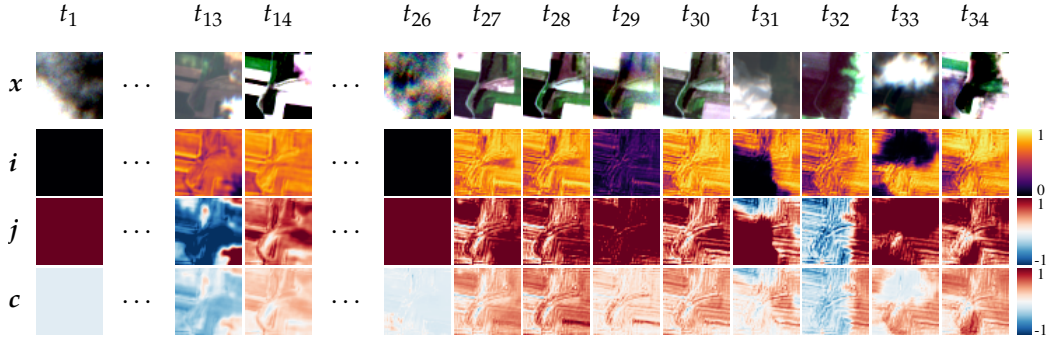 t1 t13 t14 t26 t27 t28 t29 t30 t31 t32 t33 t34
x ··· ···
i ··· ··· 1
0
j ··· ··· 1
-1
c ··· ··· 1
-1